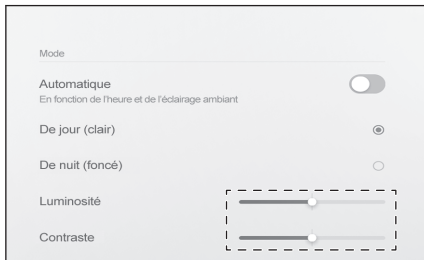 Mode
Automatique
En fonction de l'heure et de l'éclairage ambiant
De jour (clair)
De nuit (foncé)
Luminosité
Contraste